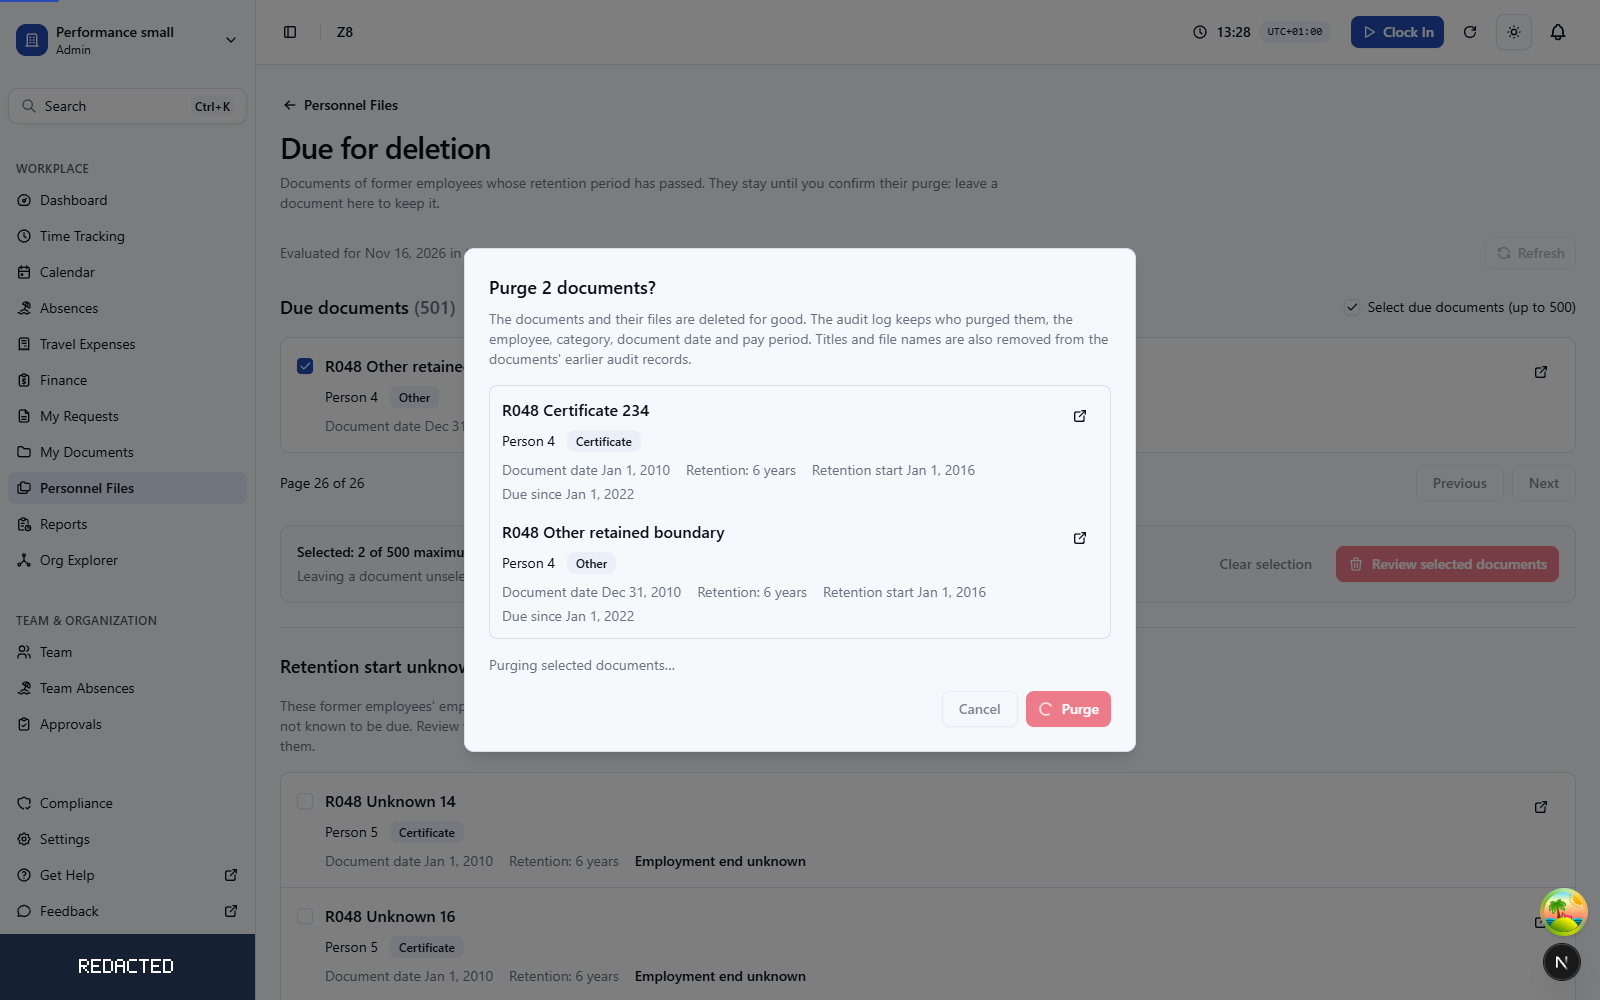 Performance small
Admin
Search
Ctrl+K
WORKPLACE
Dashboard
Time Tracking
Calendar
Absences
Travel Expenses
Finance
My Requests
My Documents
Personnel Files
Reports
Org Explorer
TEAM & ORGANIZATION
Team
Team Absences
Approvals
Compliance
Settings
Get Help
Feedback
REDACTED
Z8
13:28
UTC+01:00
Clock In
Personnel Files
Due for deletion
Documents of former employees whose retention period has passed. They stay until you confirm their purge; leave a
document here to keep it.
Evaluated for Nov 16, 2026 in
Refresh
Due documents (501)
Select due documents (up to 500)
R048 Other retaine
Person 4 Other
Document date Dec 31
Page 26 of 26
Previous
Next
Selected: 2 of 500 maximu
Leaving a document unsele
Clear selection
Review selected documents
Retention start unknow
These former employees' emp
not known to be due. Review
them.
R048 Unknown 14
Person 5 Certificate
Document date Jan 1, 2010 Retention: 6 years Employment end unknown
R048 Unknown 16
Person 5 Certificate
Document date Jan 1, 2010 Retention: 6 years Employment end unknown
Purge 2 documents?
The documents and their files are deleted for good. The audit log keeps who purged them, the
employee, category, document date and pay period. Titles and file names are also removed from the
documents' earlier audit records.
R048 Certificate 234
Person 4 Certificate
Document date Jan 1, 2010 Retention: 6 years Retention start Jan 1, 2016
Due since Jan 1, 2022
R048 Other retained boundary
Person 4 Other
Document date Dec 31, 2010 Retention: 6 years Retention start Jan 1, 2016
Due since Jan 1, 2022
Purging selected documents...
Cancel
Purge
N